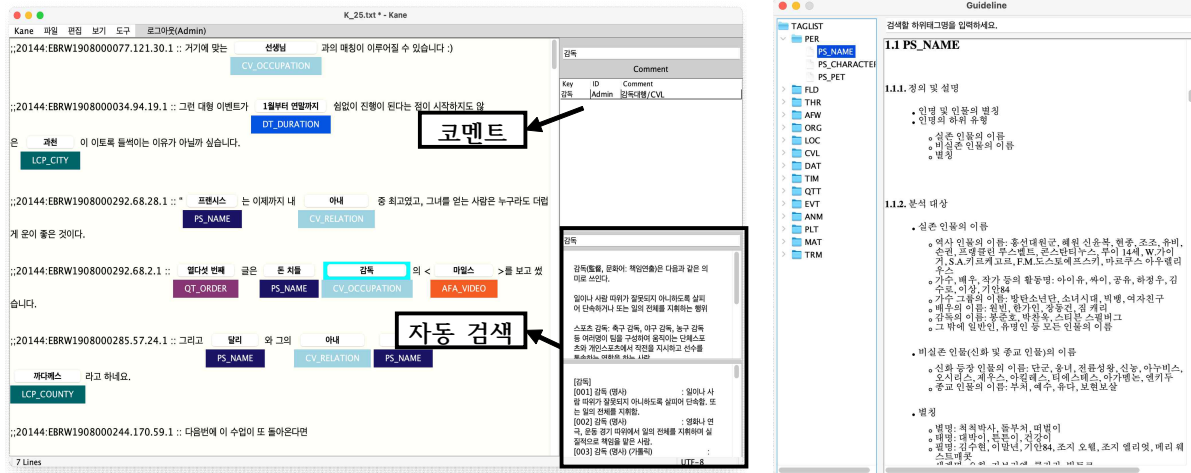 K_25.txt * - Kane
Kane 파일 편집 보기 도구 로그아웃(Admin)
;;20144:EBRW1908000077.121.30.1 :: 거기에 맞는 선생님 과의 매칭이 이루어질 수 있습니다 :)
CV_OCCUPATION
;;20144:EBRW1908000034.94.19.1 :: 그런 대형 이벤트가 1월부터 연말까지 쉼없이 진행이 된다는 점이 시작하지도 않
DT_DURATION
은 과천 이 이토록 들썩이는 이유가 아닐까 싶습니다.
LCP_CITY
;;20144:EBRW1908000292.68.28.1 :: " 프랜시스 는 이제까지 내 아내 중 최고였고, 그녀를 얻는 사람은 누구라도 더럽
PS_NAME CV_RELATION
게 운이 좋은 것이다.
;;20144:EBRW1908000292.68.2.1 :: 열다섯 번째 글은 돈 치들 감독 의 < 마일스 >를 보고 썼
QT_ORDER PS_NAME CV_OCCUPATION AFA_VIDEO
습니다.
;;20144:EBRW1908000285.57.24.1 :: 그리고 달리 와 그의 아내
PS_NAME CV_RELATION PS_NAME
까다께스 라고 하네요.
LCP_COUNTY
;;20144:EBRW1908000244.170.59.1 :: 다음번에 이 수업이 또 돌아온다면
7 Lines
UTF-8
감독
Comment
Key ID Comment
감독 Admin 감독대행/CVL
코멘트
자동 검색
감독
감독(監督, 문화어: 책임연출)은 다음과 같은 의
미로 쓰인다.
일이나 사람 따위가 잘못되지 아니하도록 살피
어 단속하거나 또는 일의 전체를 지휘하는 행위
스포츠 감독: 축구 감독, 야구 감독, 농구 감독
등 여러명이 팀을 구성하여 움직이는 단체스포
츠와 개인스포츠에서 작전을 지시하고 선수를
[감독]
[001] 감독 (명사) : 일이나 사
람 따위가 잘못되지 아니하도록 살피어 단속함. 또
는 일의 전체를 지휘함.
[002] 감독 (명사) : 영화나 연
극, 운동 경기 따위에서 일의 전체를 지휘하며 실
질적으로 책임을 맡은 사람.
[003] 감독 (명사) (가톨릭) :
Guideline
TAGLIST
PER
PS_NAME
PS_CHARACTER
PS_PET
FLD
THR
AFW
ORG
LOC
CVL
DAT
TIM
QTT
EVT
ANM
PLT
MAT
TRM
검색할 하위태그명을 입력하세요.
1.1 PS_NAME
1.1.1. 정의 및 설명
• 인명 및 인물의 별칭
• 인명의 하위 유형
◦ 실존 인물의 이름
◦ 비실존 인물의 이름
◦ 별칭
1.1.2. 분석 대상
• 실존 인물의 이름
◦ 역사 인물의 이름: 흥선대원군, 혜원 신윤복, 현종, 조조, 유비,
손권, 프랭클린 루스벨트, 콘스탄티누스, 루이 14세, W.가이
거, S.A.키르케고르, F.M.도스토예프스키, 마르쿠스 아우렐리
우스
◦ 가수, 배우, 작가 등의 활동명: 아이유, 싸이, 공유, 하정우, 김
수로, 이상, 기안84
◦ 가수 그룹의 이름: 방탄소년단, 소녀시대, 빅뱅, 여자친구
◦ 배우의 이름: 원빈, 한가인, 장동건, 짐 캐리
◦ 감독의 이름: 봉준호, 박찬욱, 스티븐 스필버그
◦ 그 밖에 일반인, 유명인 등 모든 인물의 이름
• 비실존 인물(신화 및 종교 인물)의 이름
◦ 신화 등장 인물의 이름: 단군, 웅녀, 전륜성왕, 신농, 아누비스,
오시리스, 제우스, 아킬레스, 티에스테스, 아가멤논, 엔키두
◦ 종교 인물의 이름: 부처, 예수, 유다, 보현보살
• 별칭
◦ 별명: 척척박사, 돌부처, 떡벌이
◦ 태명: 대박이, 튼튼이, 건강이
◦ 필명: 김수현, 이말년, 기안84, 조지 오웰, 조지 엘리엇, 메리 웨
스트매콧